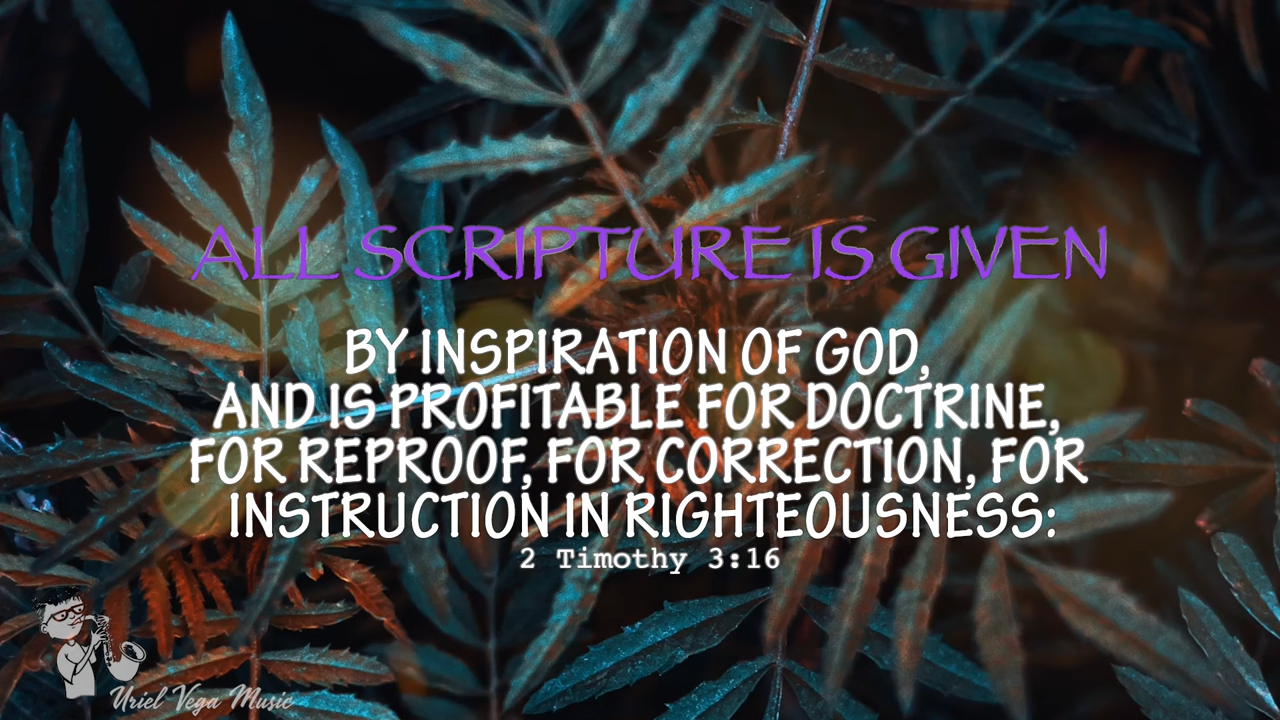 ALL SCRIPTURE IS GIVEN
BY INSPIRATION OF GOD,
AND IS PROFITABLE FOR DOCTRINE,
FOR REPROOF, FOR CORRECTION, FOR
INSTRUCTION IN RIGHTEOUSNESS:
2 Timothy 3:16
Uriel Vega Music